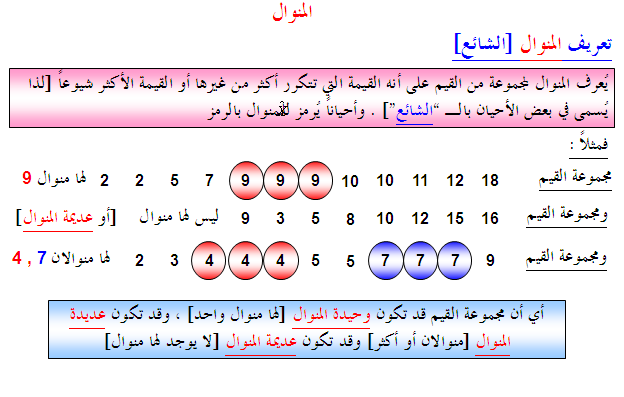 المنوال
تعريف المنوال [الشائع]
يُعرف المنوال لمجموعة من القيم على أنه القيمة التي تتكرر أكثر من غيرها أو القيمة الأكثر شيوعاً [لذا
يُسمى في بعض الأحيان بالـــ “الشائع”] . وأحياناً يُرمز للمنوال بالرمز
فمثلاً :
مجموعة القيم 18 12 11 10 10 9 9 9 7 5 2 2 لها منوال 9
ومجموعة القيم 16 15 12 10 8 5 3 9 ليس لها منوال [أو عديمة المنوال]
ومجموعة القيم 9 7 7 7 5 5 4 4 4 3 2 لها منوالان 7 , 4
أي أن مجموعة القيم قد تكون وحيدة المنوال [لها منوال واحد] ، وقد تكون عديدة
المنوال [منوالان أو أكثر] وقد تكون عديمة المنوال [لا يوجد لها منوال]